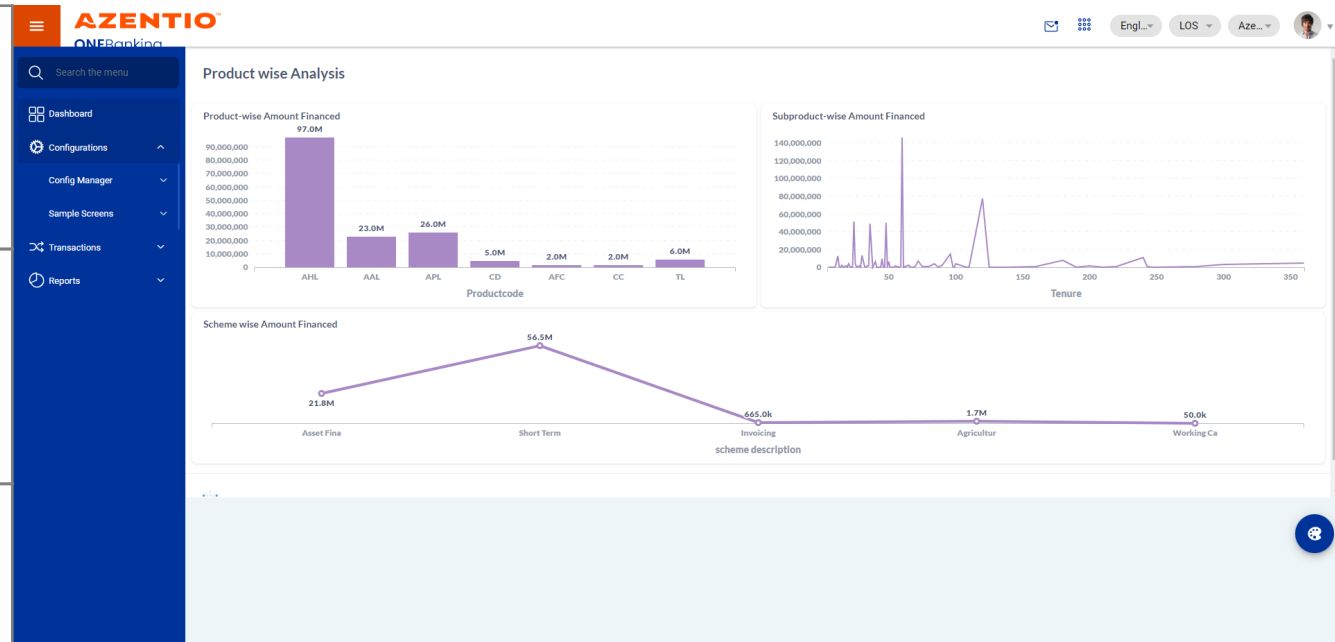 AZENTIO
ONEBanking
Engl...
LOS
Aze...
Search the menu
Dashboard
Configurations
Config Manager
Sample Screens
Transactions
Reports
Product wise Analysis
Product-wise Amount Financed
97.0M
90,000,000
80,000,000
70,000,000
60,000,000
50,000,000
40,000,000
30,000,000
20,000,000
10,000,000
0
23.0M
26.0M
5.0M
2.0M
2.0M
6.0M
AHL AAL APL CD AFC CC TL
Productcode
Subproduct-wise Amount Financed
140,000,000
120,000,000
100,000,000
80,000,000
60,000,000
40,000,000
20,000,000
0
50 100 150 200 250 300 350
Tenure
Scheme wise Amount Financed
56.5M
21.8M
665.0k
1.7M
50.0k
Asset Fina Short Term Invoicing Agricultur Working Ca
scheme description